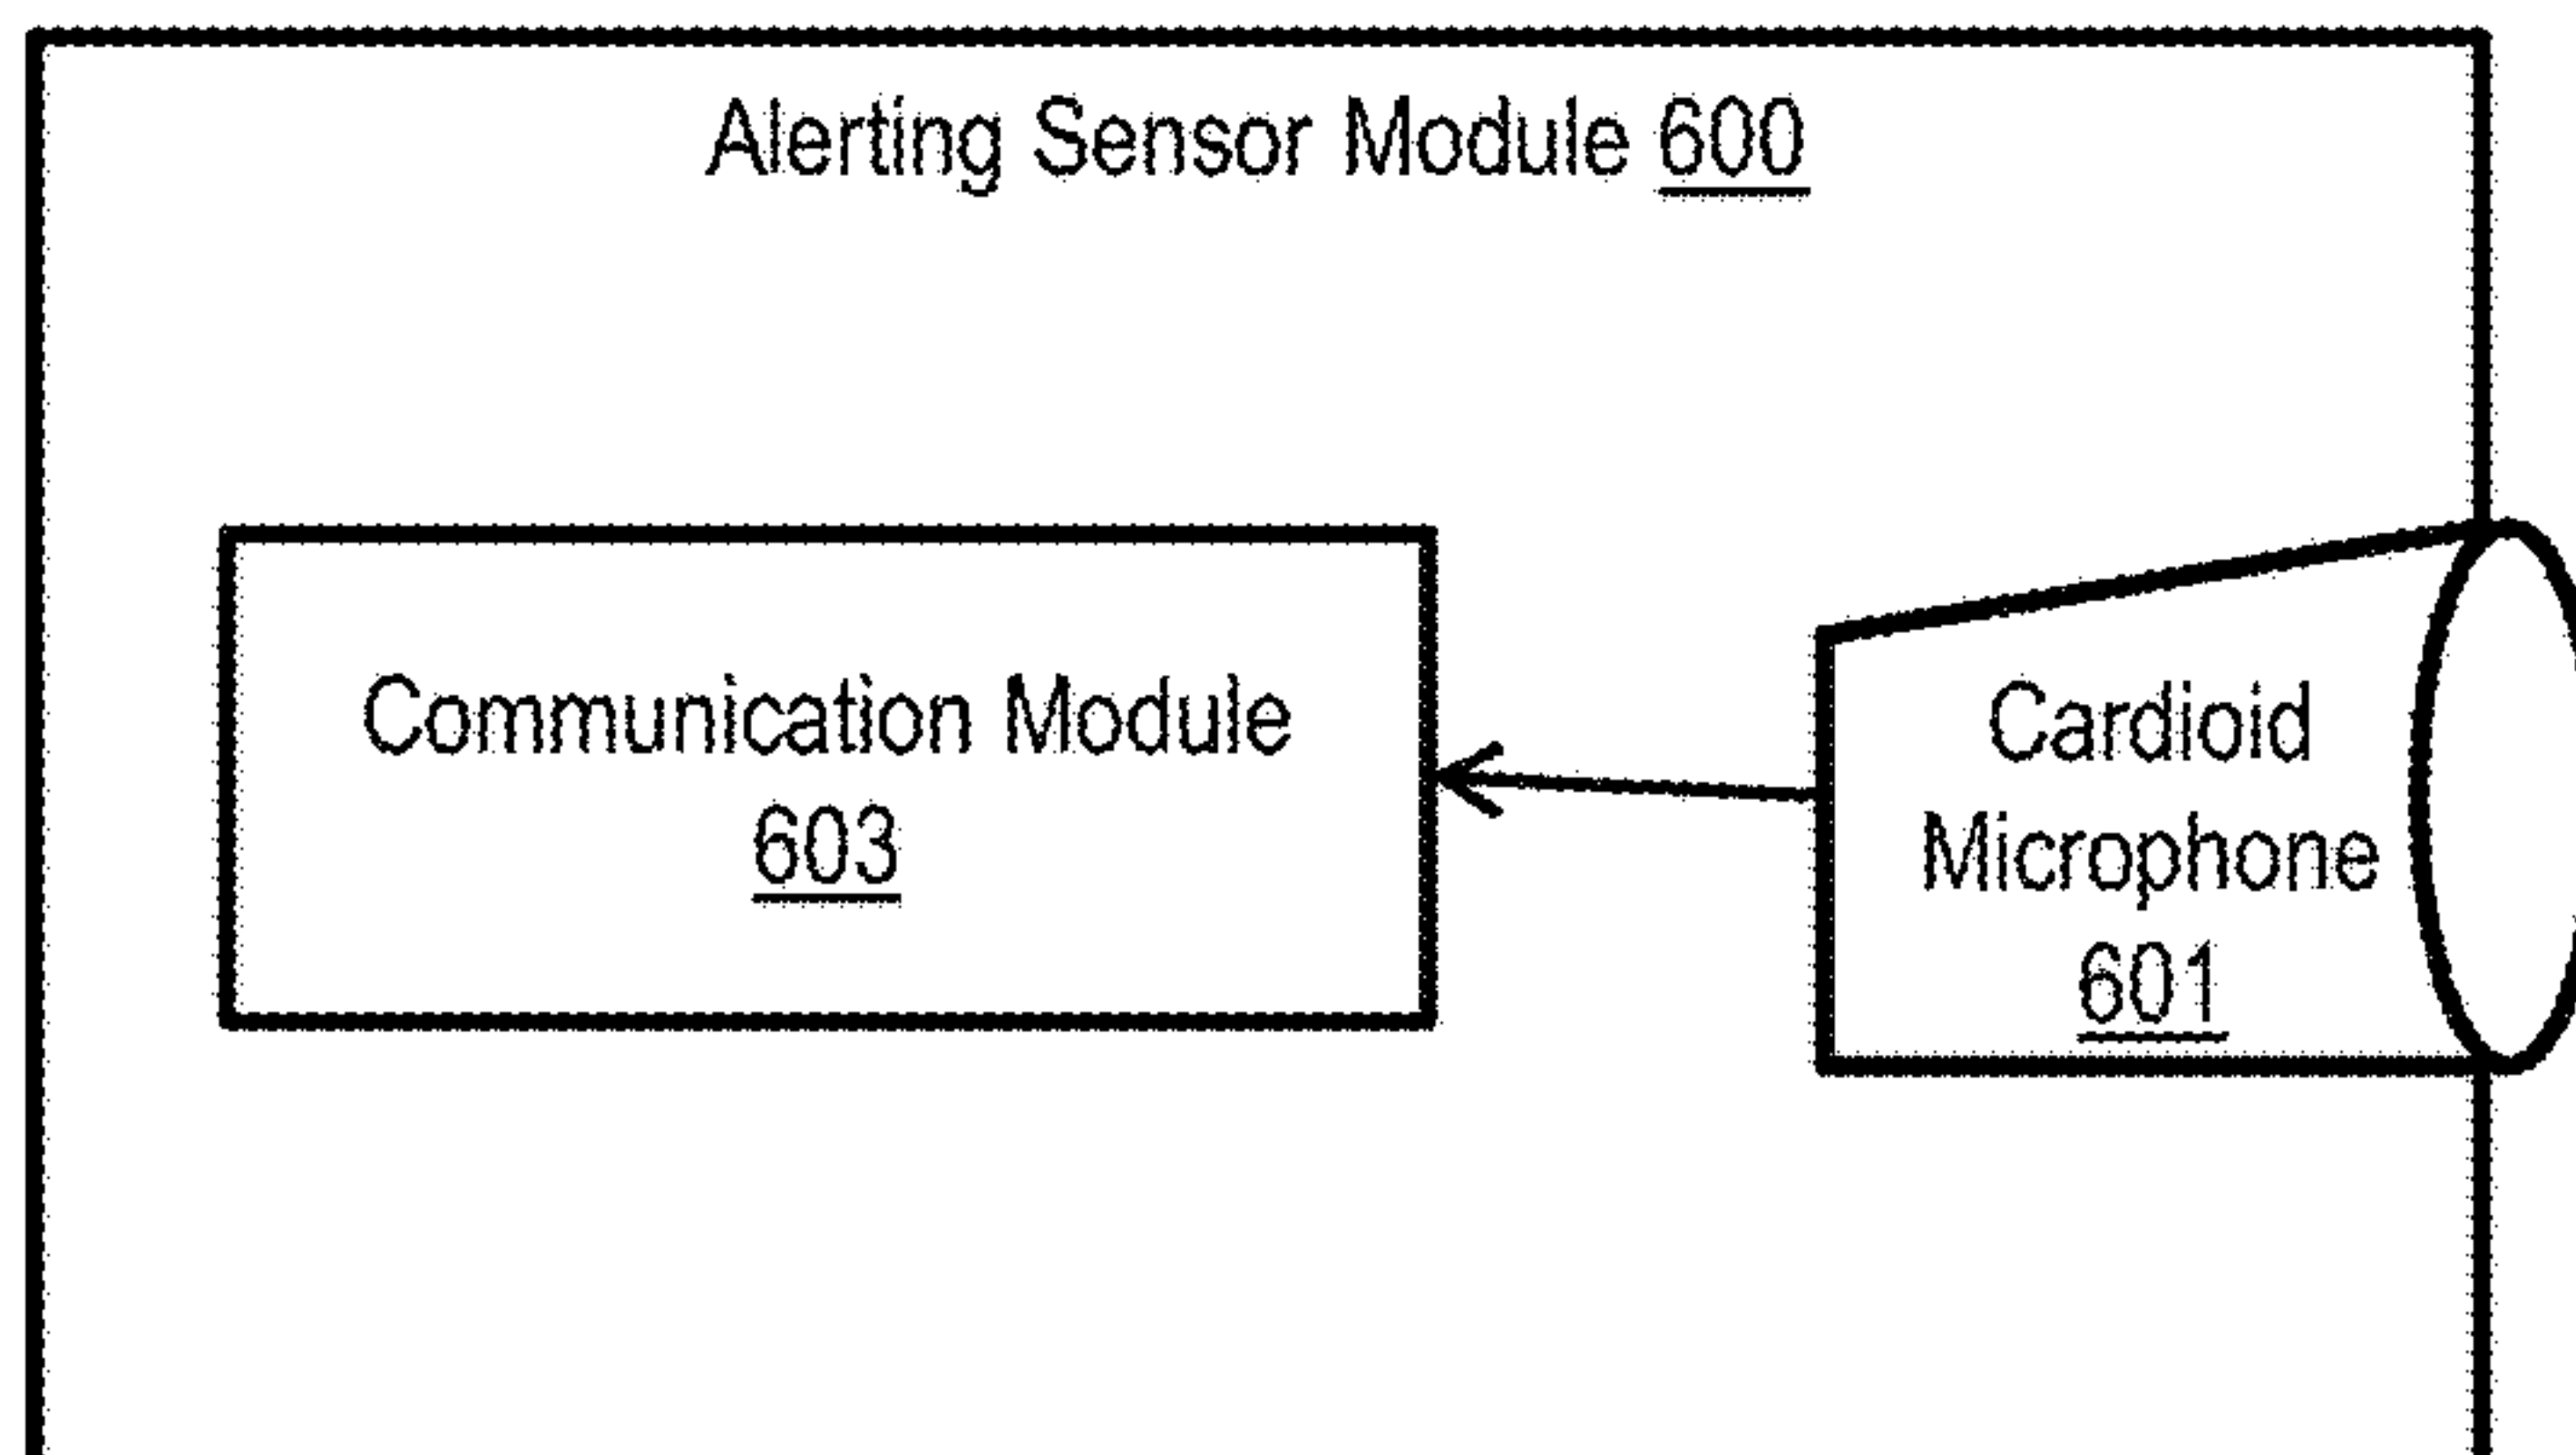 Alerting Sensor Module 600
Communication Module
603
Cardioid
Microphone
601